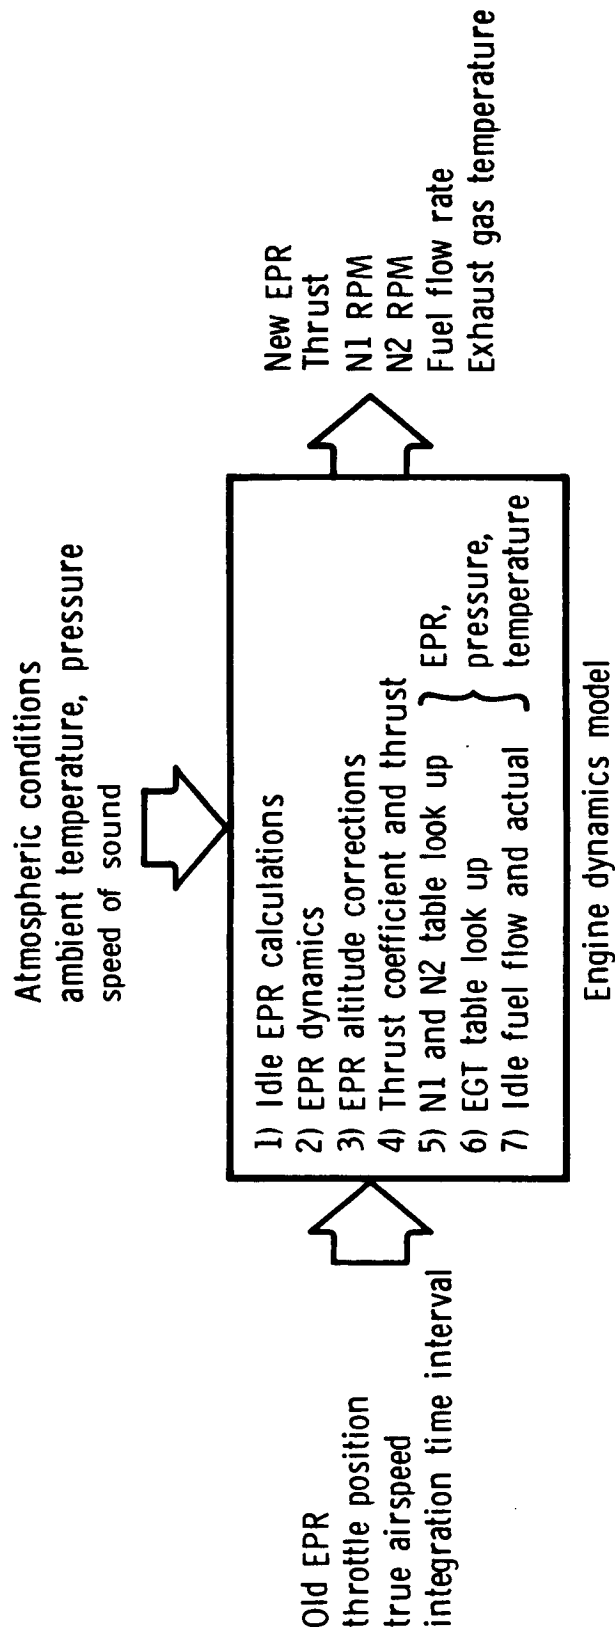 Atmospheric conditions
ambient temperature, pressure
speed of sound
Old EPR
throttle position
true airspeed
integration time interval
1) Idle EPR calculations
2) EPR dynamics
3) EPR altitude corrections
4) Thrust coefficient and thrust
5) N1 and N2 table look up
6) EGT table look up
7) Idle fuel flow and actual
EPR,
pressure,
temperature
New EPR
Thrust
N1 RPM
N2 RPM
Fuel flow rate
Exhaust gas temperature
Engine dynamics model